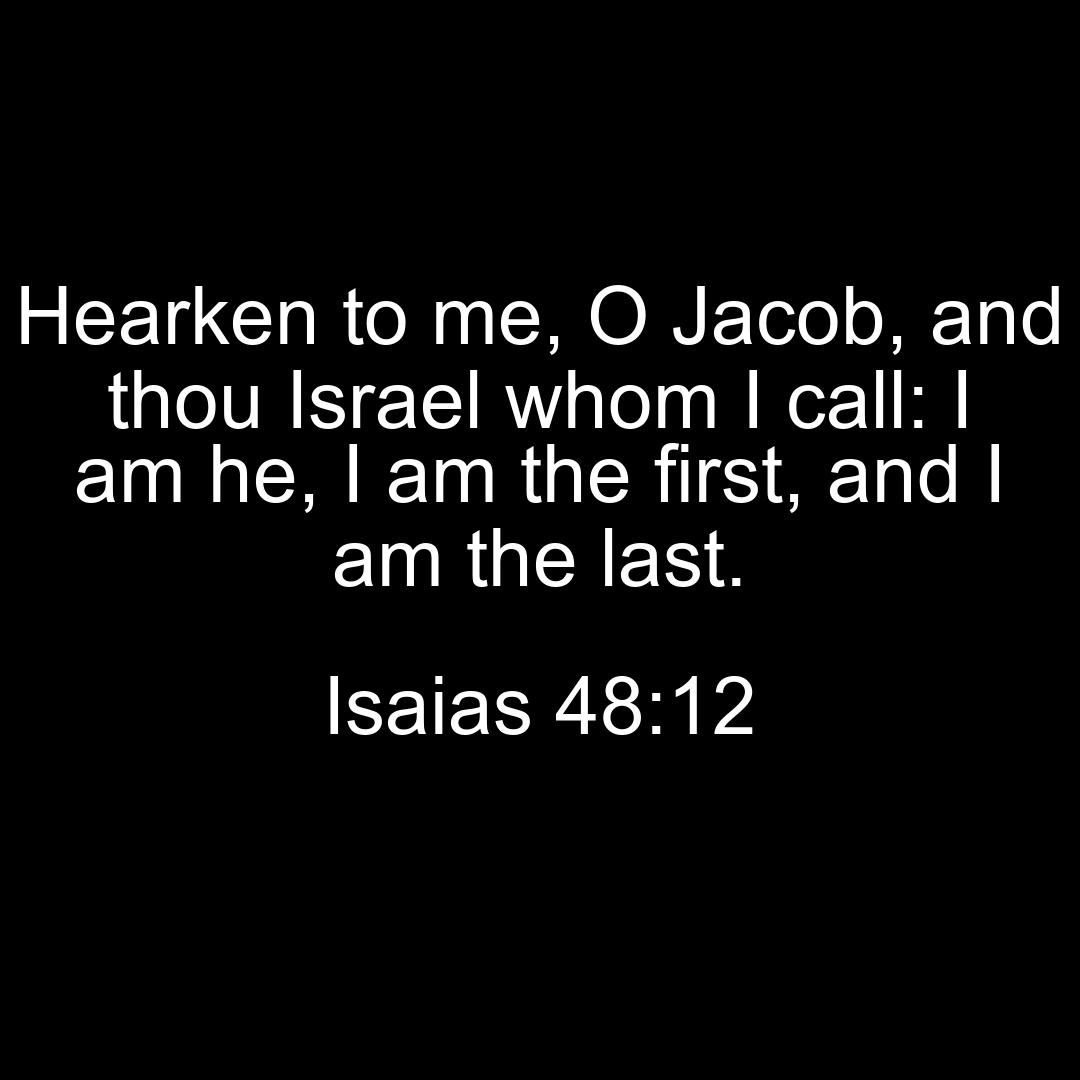 Hearken to me, O Jacob, and
thou Israel whom I call: I
am he, I am the first, and I
am the last.
Isaias 48:12